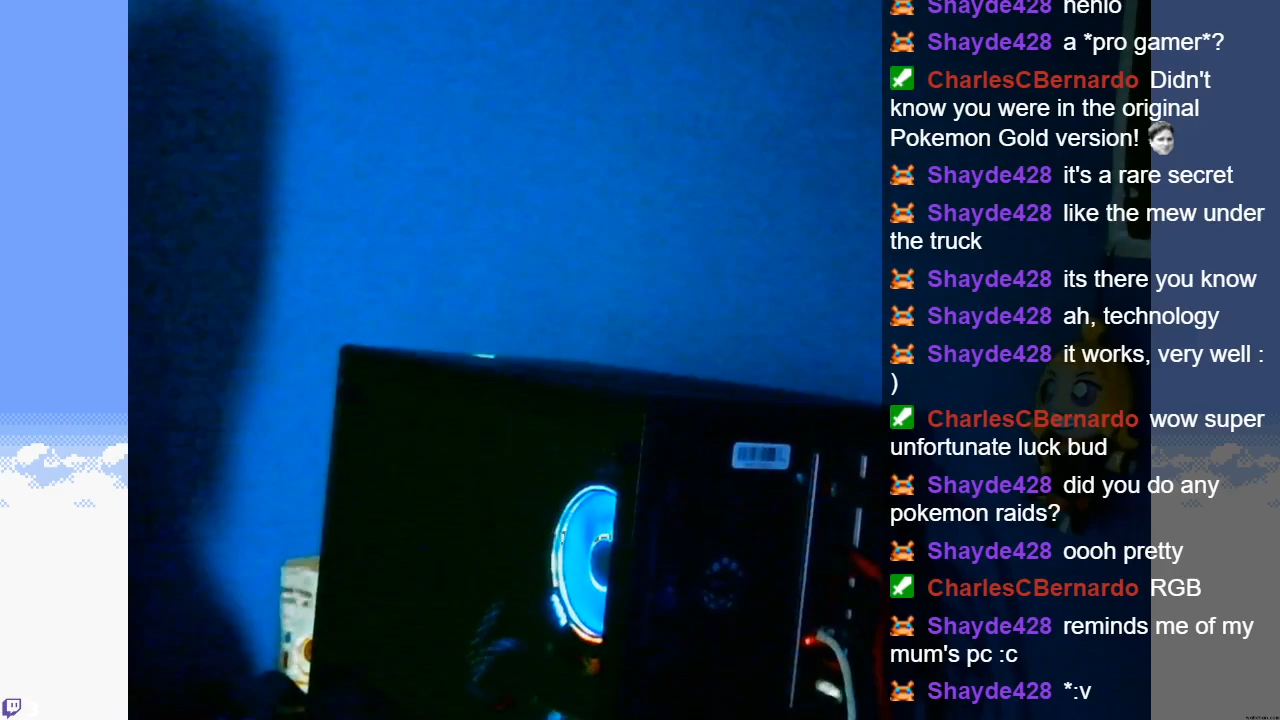 Shayde428 henlo
Shayde428 a *pro gamer*?
CharlesCBernardo Didn't
know you were in the original
Pokemon Gold version!
Shayde428 it's a rare secret
Shayde428 like the mew under
the truck
Shayde428 its there you know
Shayde428 ah, technology
Shayde428 it works, very well :
)
CharlesCBernardo wow super
unfortunate luck bud
Shayde428 did you do any
pokemon raids?
Shayde428 oooh pretty
CharlesCBernardo RGB
Shayde428 reminds me of my
mum's pc :c
Shayde428 *:v
3